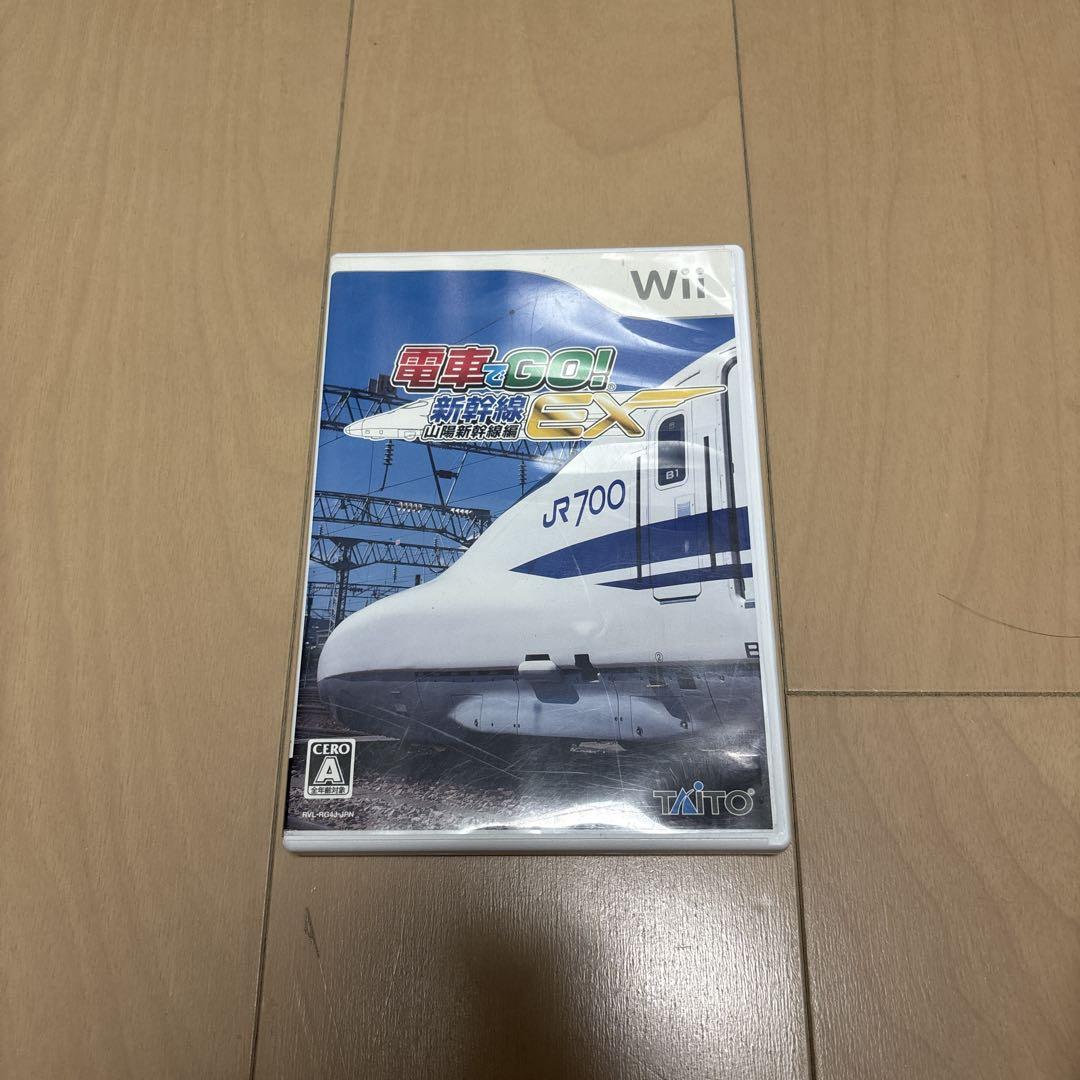 Wii
電車でGO!®
新幹線 EX
山陽新幹線編
B1
JR700
CERO
A
全年齢対象
RVL-RG4J-JPN
TAITO®